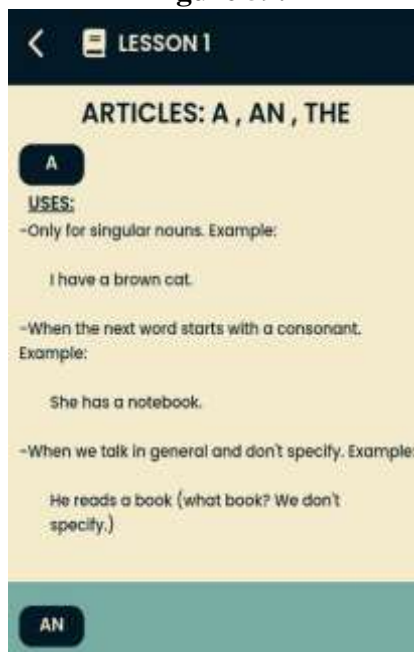 LESSON 1
ARTICLES: A , AN , THE
A
USES:
-Only for singular nouns. Example:
I have a brown cat.
-When the next word starts with a consonant.
Example:
She has a notebook.
-When we talk in general and don't specify. Example:
He reads a book (what book? We don't
specify.)
AN